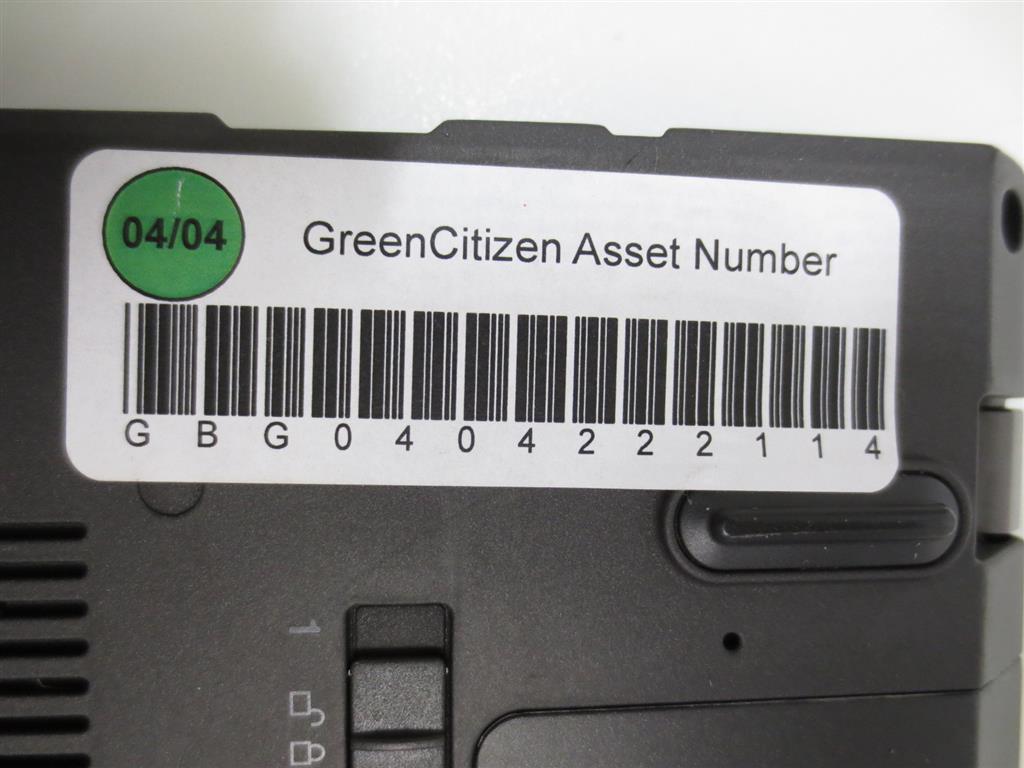 04/04
GreenCitizen Asset Number
G B G 0 4 0 4 2 2 2 1 1 4
1